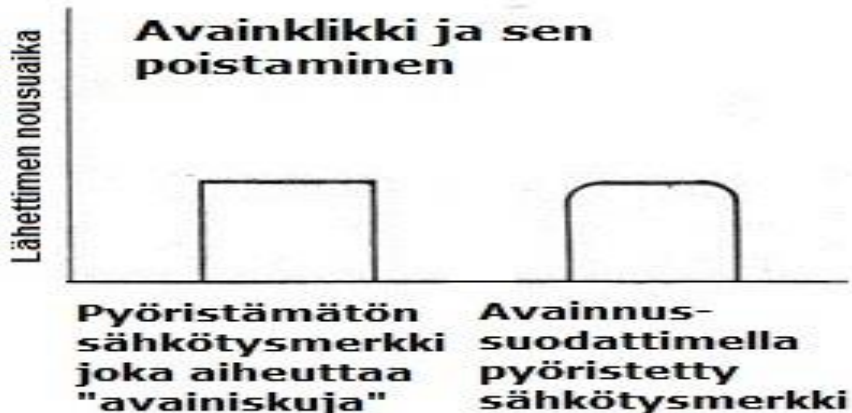 Avainklikki ja sen
poistaminen
Lähettimen nousuaika
Pyöristämätön
sähkötysmerkki
joka aiheuttaa
"avainiskuja"
Avainnus-
suodattimella
pyöristetty
sähkötysmerkki